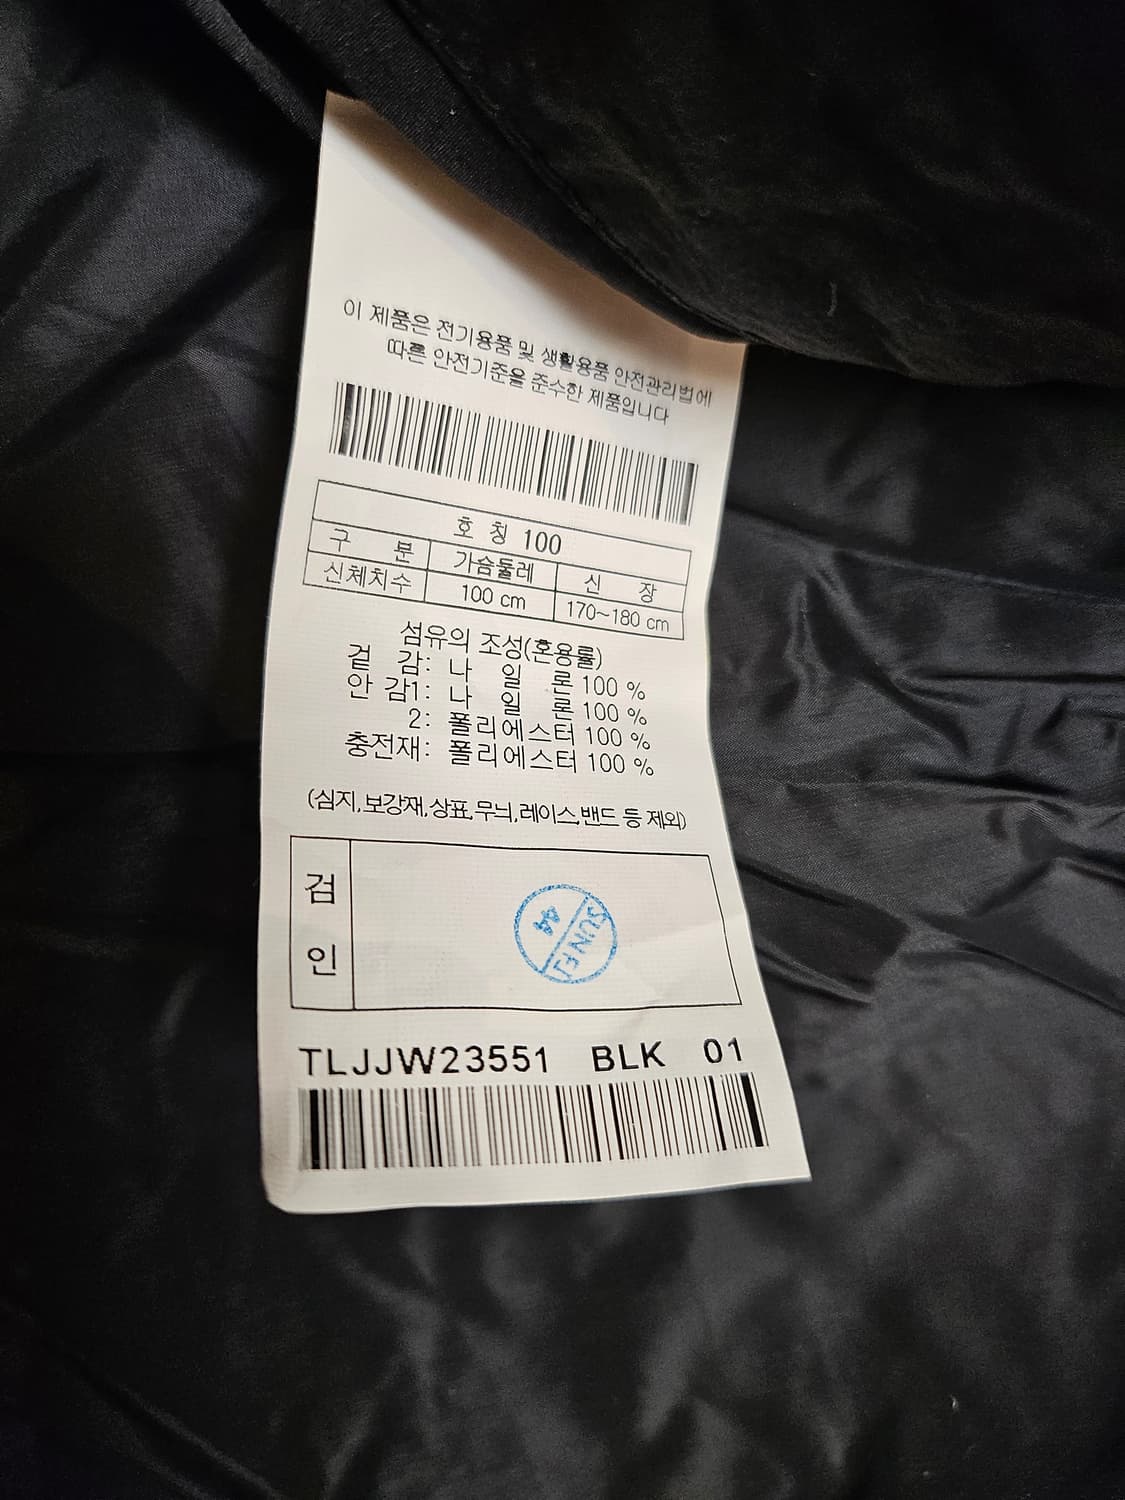 이 제품은 전기용품 및 생활용품 안전관리법에
따른 안전기준을 준수한 제품입니다
호 칭 100
구 분 가슴둘레 신 장
신체치수 100 cm 170~180 cm
섬유의 조성(혼용률)
겉 감: 나 일 론 100 %
안 감1: 나 일 론 100 %
2: 폴리에스터 100 %
충전재: 폴리에스터 100 %
(심지,보강재,상표,무늬,레이스,밴드 등 제외)
검
인
TLJJW23551 BLK 01